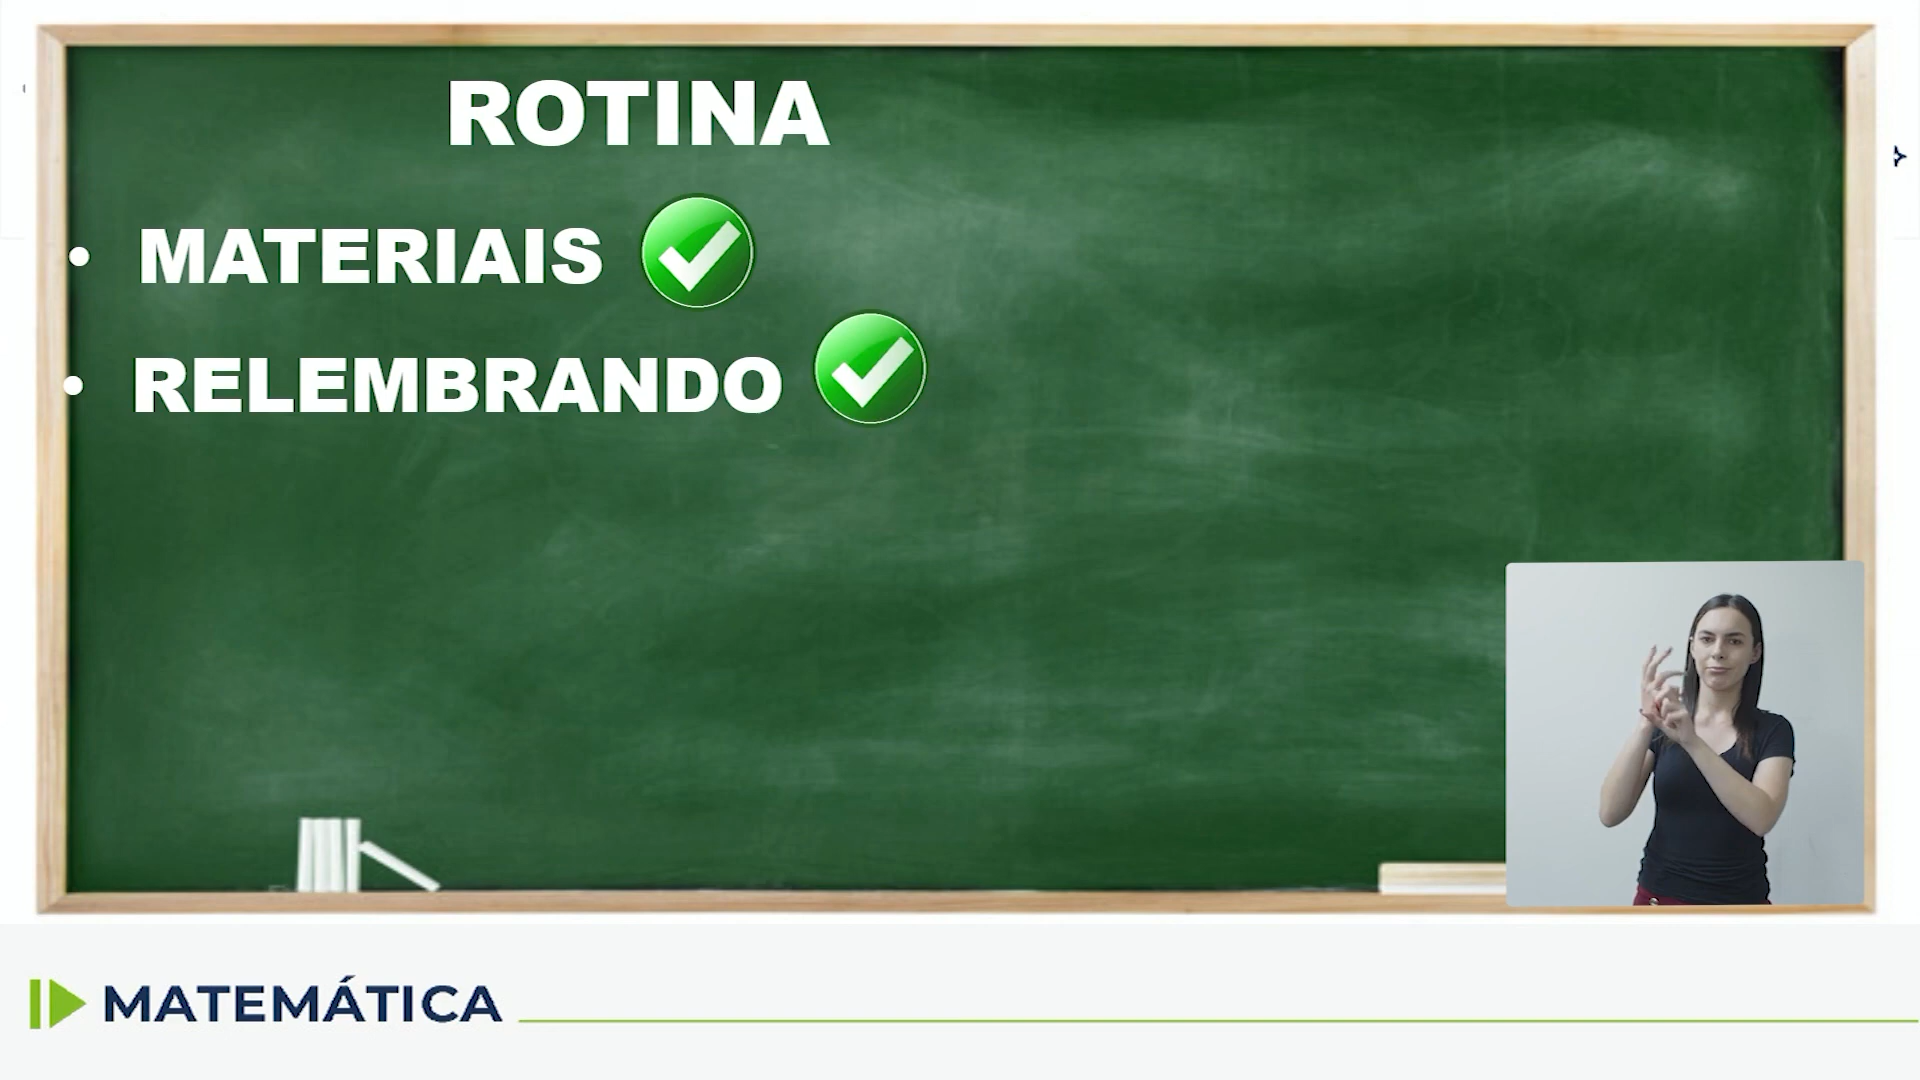 ROTINA
• MATERIAIS
• RELEMBRANDO
MATEMÁTICA